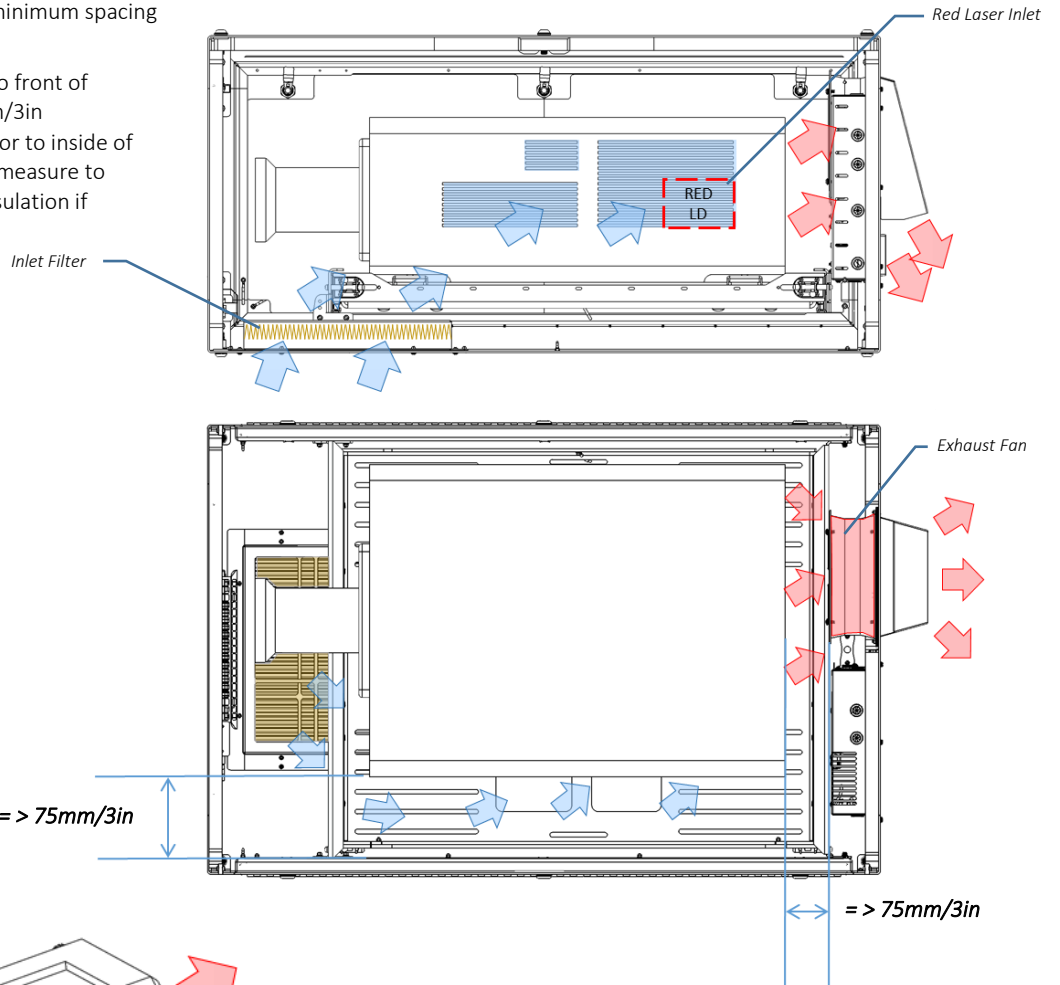 minimum spacing
o front of
m/3in
or to inside of
measure to
sulation if
Red Laser Inlet
RED
LD
Inlet Filter
Exhaust Fan
= > 75mm/3in
= > 75mm/3in